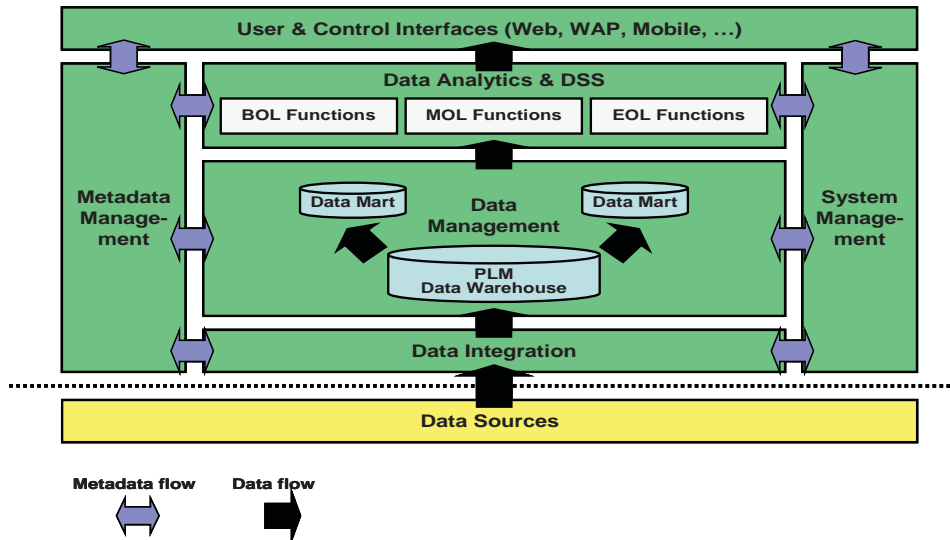 User & Control Interfaces (Web, WAP, Mobile, ...)
Data Analytics & DSS
BOL Functions
MOL Functions
EOL Functions
Metadata
Manage-
ment
Data Mart
Data
Management
Data Mart
System
Manage-
ment
PLM
Data Warehouse
Data Integration
Data Sources
Metadata flow
Data flow